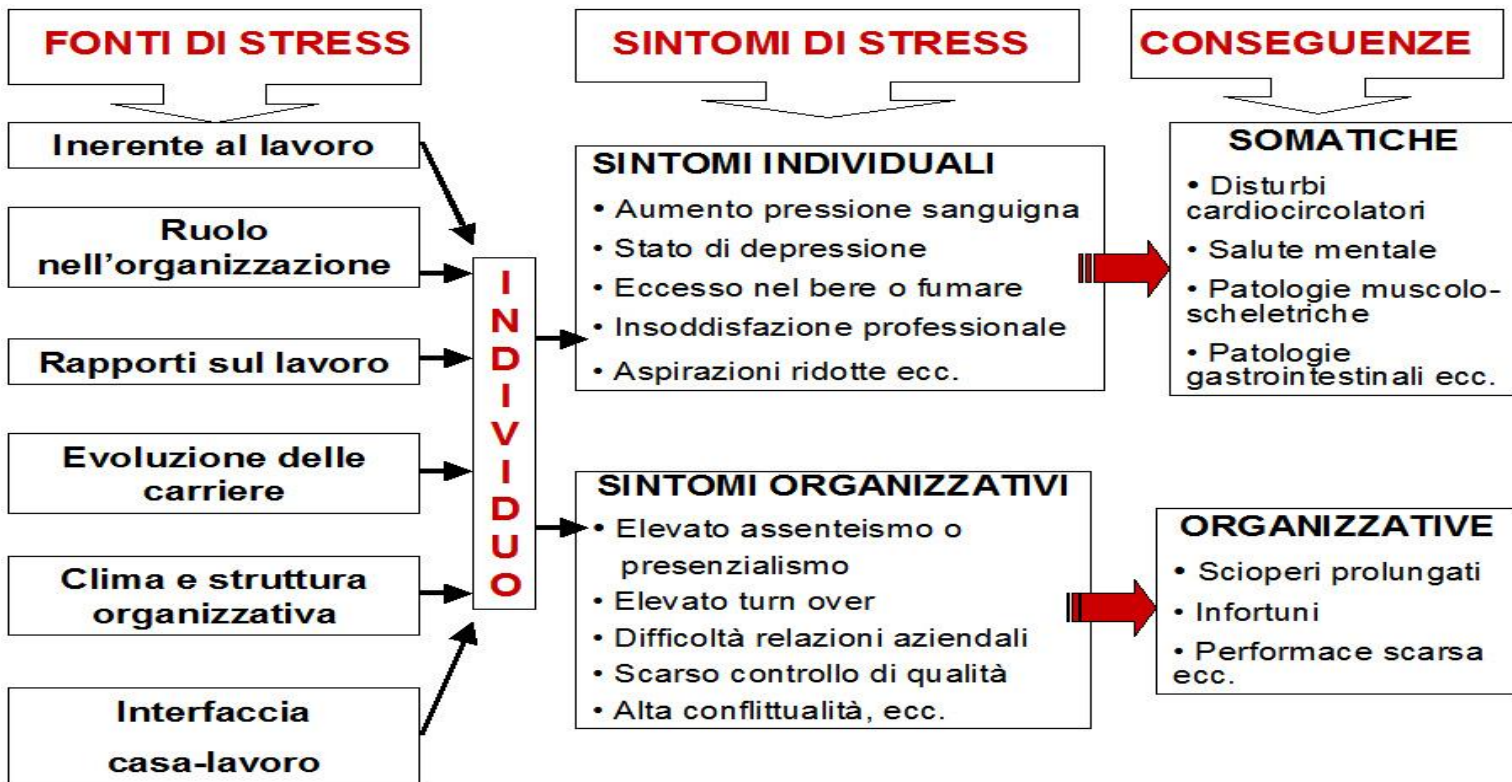 FONTI DI STRESS
Inerente al lavoro
Ruolo
nell'organizzazione
Rapporti sul lavoro
Evoluzione delle
carriere
Clima e struttura
organizzativa
Interfaccia
casa-lavoro
INDIVIDUO
SINTOMI DI STRESS
SINTOMI INDIVIDUALI
• Aumento pressione sanguigna
• Stato di depressione
• Eccesso nel bere o fumare
• Insoddisfazione professionale
• Aspirazioni ridotte ecc.
SINTOMI ORGANIZZATIVI
• Elevato assenteismo o
presenzialismo
• Elevato turn over
• Difficoltà relazioni aziendali
• Scarso controllo di qualità
• Alta conflittualità, ecc.
CONSEGUENZE
SOMATICHE
• Disturbi
cardiocircolatori
• Salute mentale
• Patologie muscolo-
scheletriche
• Patologie
gastrointestinali ecc.
ORGANIZZATIVE
• Scioperi prolungati
• Infortuni
• Performace scarsa
ecc.